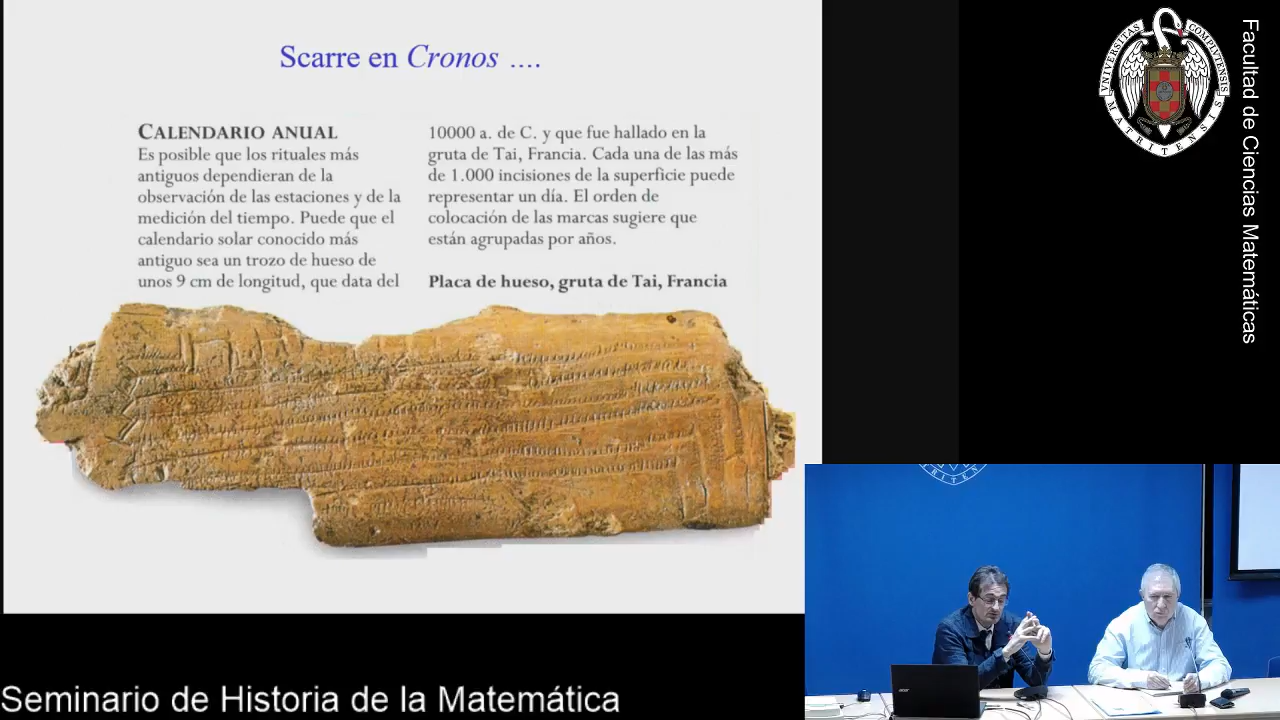 Scarre en Cronos ....
CALENDARIO ANUAL
Es posible que los rituales más
antiguos dependieran de la
observación de las estaciones y de la
medición del tiempo. Puede que el
calendario solar conocido más
antiguo sea un trozo de hueso de
unos 9 cm de longitud, que data del
10000 a. de C. y que fue hallado en la
gruta de Tai, Francia. Cada una de las más
de 1.000 incisiones de la superficie puede
representar un día. El orden de
colocación de las marcas sugiere que
están agrupadas por años.
Placa de hueso, gruta de Tai, Francia
VNIVERSITAS COMPLVTENSIS
MATRITENSIS
Facultad de Ciencias Matemáticas
RITEN
acer
Seminario de Historia de la Matemática